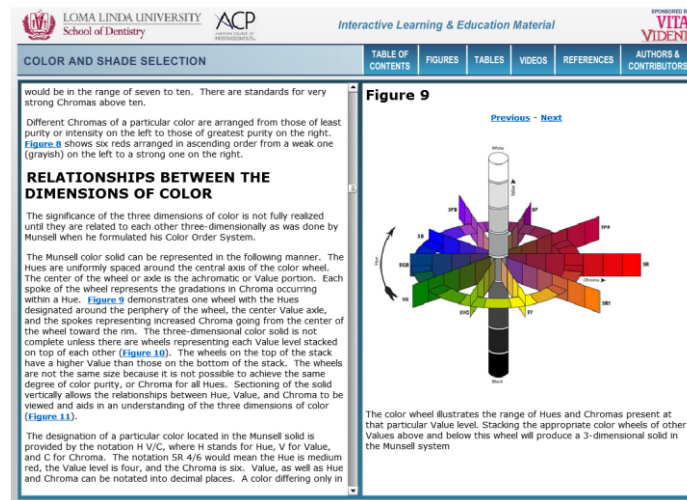 LOMA LINDA UNIVERSITY
School of Dentistry
ACP
Interactive Learning & Education Material
SPONSORED BY
VITA
VIDENT
COLOR AND SHADE SELECTION
TABLE OF
CONTENTS
FIGURES
TABLES
VIDEOS
REFERENCES
AUTHORS &
CONTRIBUTORS
would be in the range of seven to ten. There are standards for very
strong Chromas above ten.
Different Chromas of a particular color are arranged from those of least
purity or intensity on the left to those of greatest purity on the right.
Figure 8 shows six reds arranged in ascending order from a weak one
(grayish) on the left to a strong one on the right.
RELATIONSHIPS BETWEEN THE
DIMENSIONS OF COLOR
The significance of the three dimensions of color is not fully realized
until they are related to each other three-dimensionally as was done by
Munsell when he formulated his Color Order System.
The Munsell color solid can be represented in the following manner. The
Hues are uniformly spaced around the central axis of the color wheel.
The center of the wheel or axle is the achromatic or Value portion. Each
spoke of the wheel represents the gradations in Chroma occurring
within a Hue. Figure 9 demonstrates one wheel with the Hues
designated around the periphery of the wheel, the center Value axle,
and the spokes representing increased Chroma going from the center of
the wheel toward the rim. The three-dimensional color solid is not
complete unless there are wheels representing each Value level stacked
on top of each other (Figure 10). The wheels on the top of the stack
have a higher Value than those on the bottom of the stack. The wheels
are not the same size because it is not possible to achieve the same
degree of color purity, or Chroma for all Hues. Sectioning of the solid
vertically allows the relationships between Hue, Value, and Chroma to be
viewed and aids in an understanding of the three dimensions of color
(Figure 11).
The designation of a particular color located in the Munsell solid is
provided by the notation H V/C, where H stands for Hue, V for Value,
and C for Chroma. The notation 5R 4/6 would mean the Hue is medium
red, the Value level is four, and the Chroma is six. Value, as well as Hue
and Chroma can be notated into decimal places. A color differing only in
Figure 9
Previous - Next
White
Value
5PB
5P
5RP
5B
Hue
5BG
5R
Chroma
5G
5YG
5Y
5RY
Black
The color wheel illustrates the range of Hues and Chromas present at
that particular Value level. Stacking the appropriate color wheels of other
Values above and below this wheel will produce a 3-dimensional solid in
the Munsell system